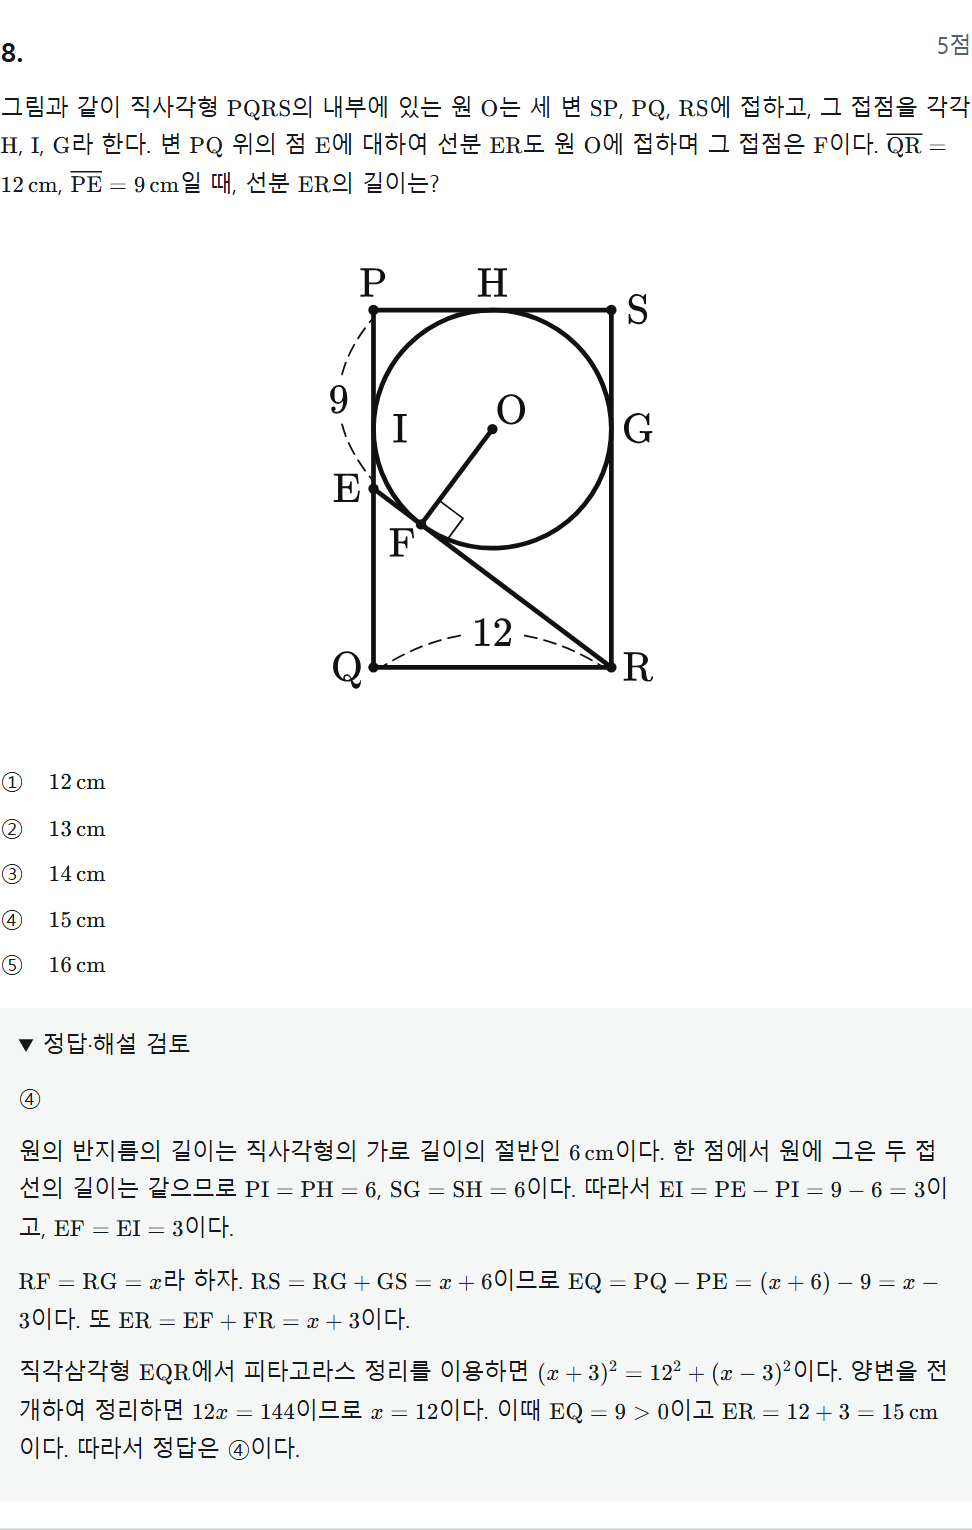 8.
5점
그림과 같이 직사각형 PQRS의 내부에 있는 원 O는 세 변 SP, PQ, RS에 접하고, 그 접점을 각각
H, I, G라 한다. 변 PQ 위의 점 E에 대하여 선분 ER도 원 O에 접하며 그 접점은 F이다. \overline{QR} =
12 cm, \overline{PE} = 9 cm일 때, 선분 ER의 길이는?
P H S
9 O
I G
E
F
12
Q R
① 12 cm
② 13 cm
③ 14 cm
④ 15 cm
⑤ 16 cm
▼ 정답·해설 검토
④
원의 반지름의 길이는 직사각형의 가로 길이의 절반인 6 cm이다. 한 점에서 원에 그은 두 접
선의 길이는 같으므로 PI = PH = 6, SG = SH = 6이다. 따라서 EI = PE − PI = 9 − 6 = 3이
고, EF = EI = 3이다.
RF = RG = x라 하자. RS = RG + GS = x + 6이므로 EQ = PQ − PE = (x + 6) − 9 = x −
3이다. 또 ER = EF + FR = x + 3이다.
직각삼각형 EQR에서 피타고라스 정리를 이용하면 (x + 3)² = 12² + (x − 3)²이다. 양변을 전
개하여 정리하면 12x = 144이므로 x = 12이다. 이때 EQ = 9 > 0이고 ER = 12 + 3 = 15 cm
이다. 따라서 정답은 ④이다.